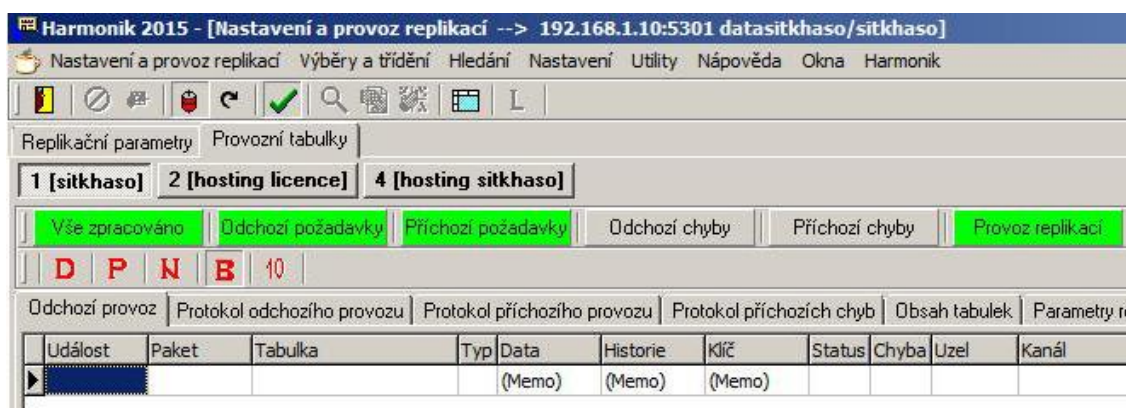 Harmonik 2015 - [Nastavení a provoz replikací --> 192.168.1.10:5301 datasitkhaso/sitkhaso]
Nastavení a provoz replikací Výběry a třídění Hledání Nastavení Utility Nápověda Okna Harmonik
L
Replikační parametry Provozní tabulky
1 [sitkhaso] 2 [hosting licence] 4 [hosting sitkhaso]
Vše zpracováno Odchozí požadavky Příchozí požadavky Odchozí chyby Příchozí chyby Provoz replikací
D P N B 10
Odchozí provoz Protokol odchozího provozu Protokol příchozího provozu Protokol příchozích chyb Obsah tabulek Parametry
Událost Paket Tabulka Typ Data Historie Klíč Status Chyba Uzel Kanál
(Memo) (Memo) (Memo)